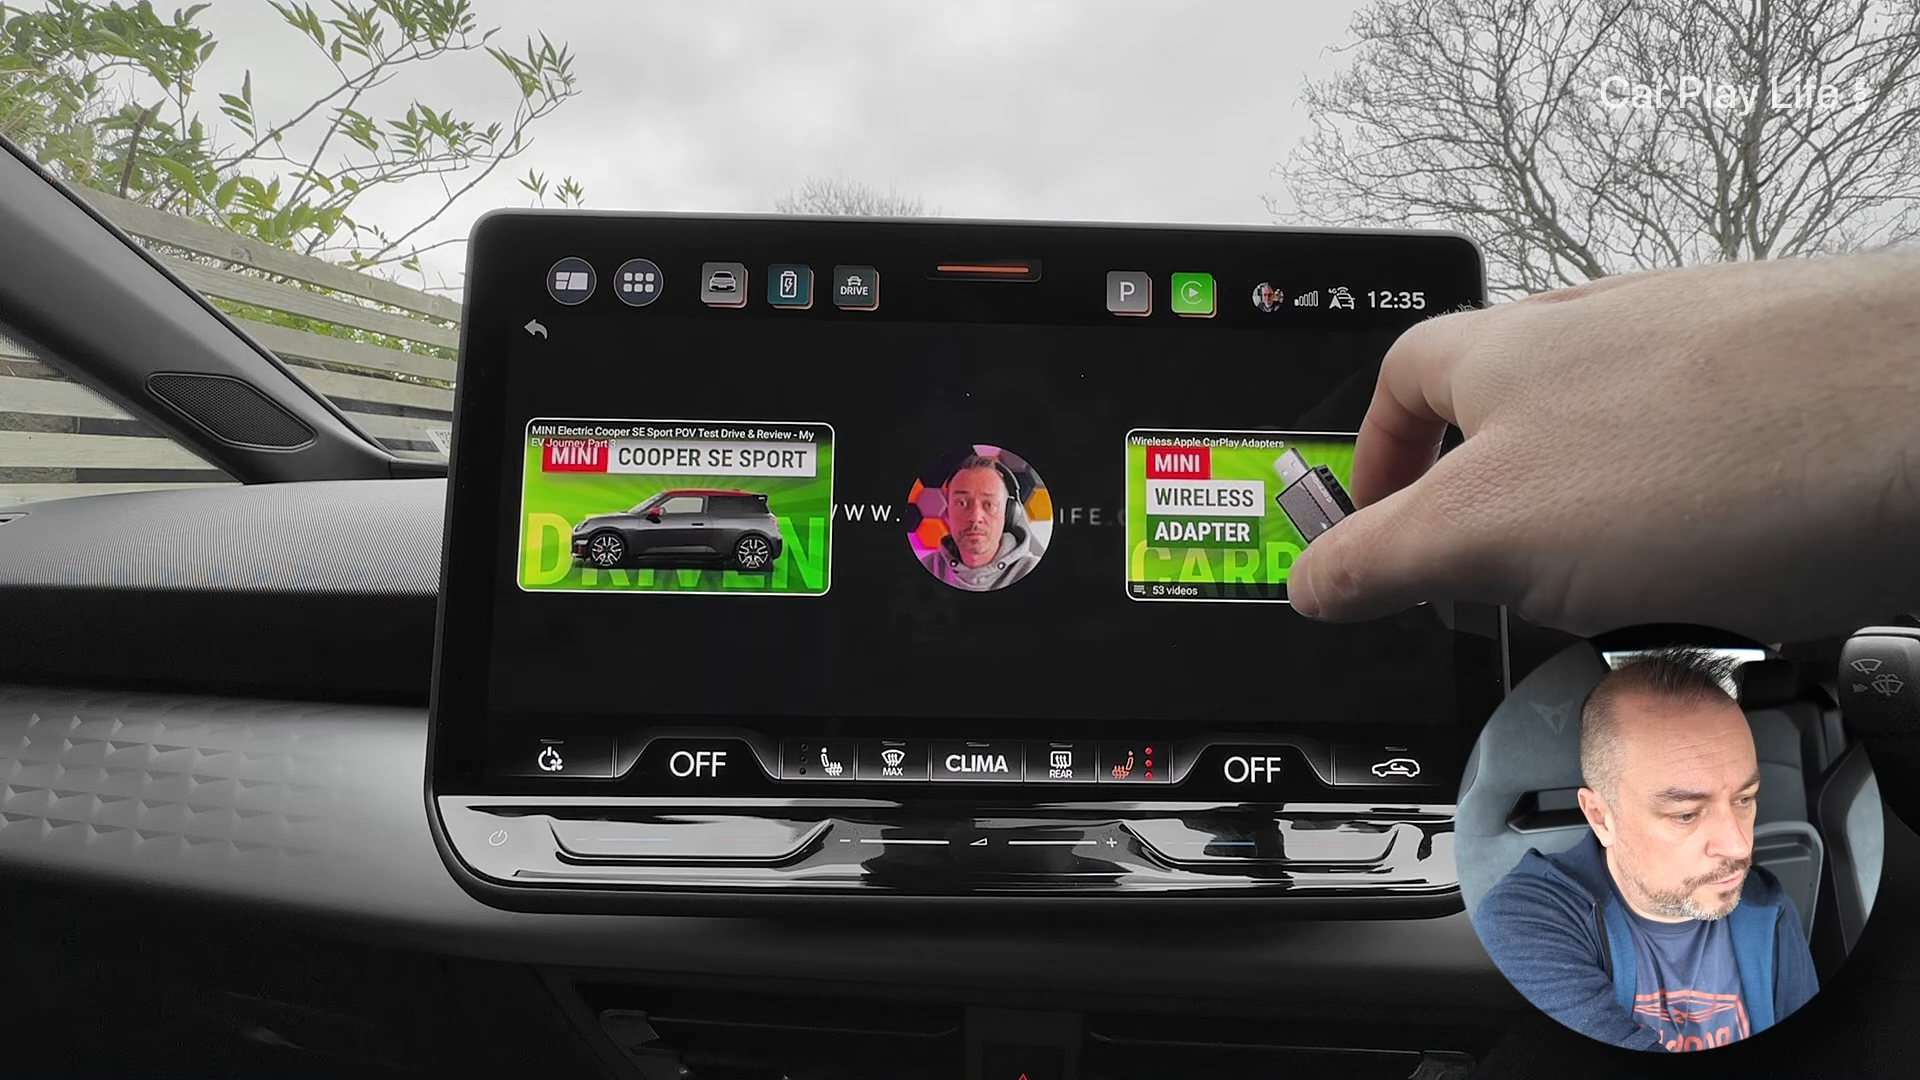 Car Play Life
DRIVE
P
12:35
MINI Electric Cooper SE Sport POV Test Drive & Review - My
EV Journey Part 3
MINI COOPER SE SPORT
DRIVEN
WWW.
IFE.
Wireless Apple CarPlay Adapters
MINI
WIRELESS
ADAPTER
CARP
53 videos
OFF
MAX
CLIMA
REAR
OFF